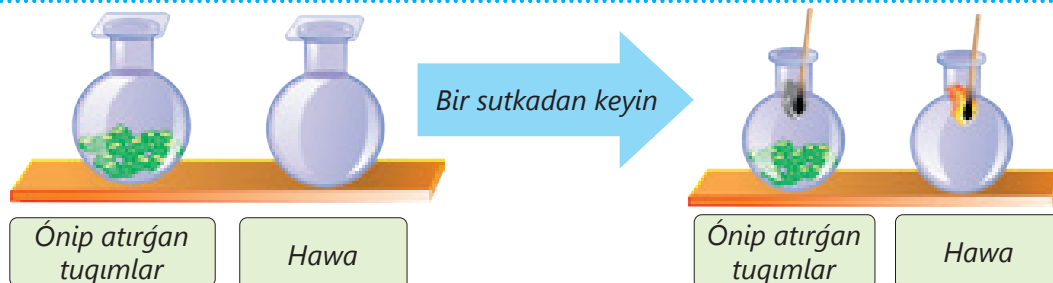 Bir sutkadan keyin
Ónip atırǵan
tuqımlar
Hawa
Ónip atırǵan
tuqımlar
Hawa